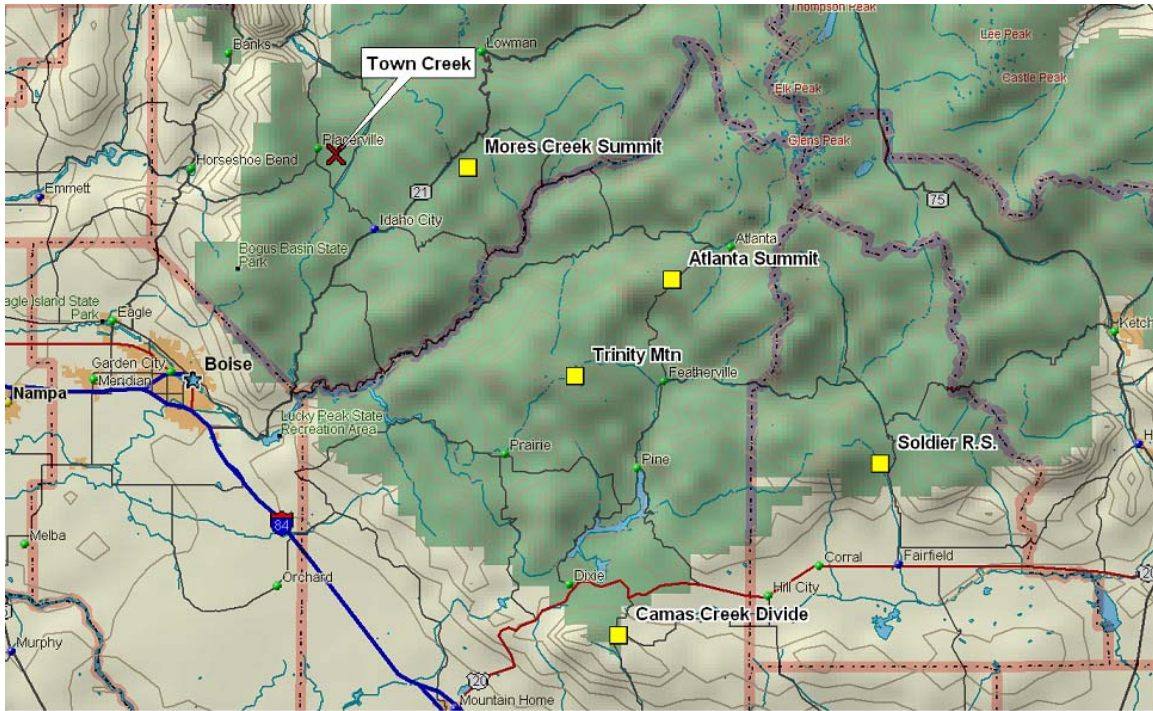 Thompson Peak
Banks
Lowman
Lee Peak
Town Creek
Castle Peak
Elk Peak
Placerville
Glens Peak
Horseshoe Bend
Mores Creek Summit
Emmett
21
75
Idaho City
Bogus Basin State
Park
Atlanta
Atlanta Summit
Eagle Island State
Park
Eagle
Ketch
Garden City
Boise
Trinity Mtn
Meridian
Featherville
Nampa
Lucky Peak State
Recreation Area
Soldier R.S.
Prairie
Pine
H
84
Melba
Corral
Fairfield
Orchard
Dixie
20
Hill City
Camas Creek Divide
Murphy
20
Mountain Home